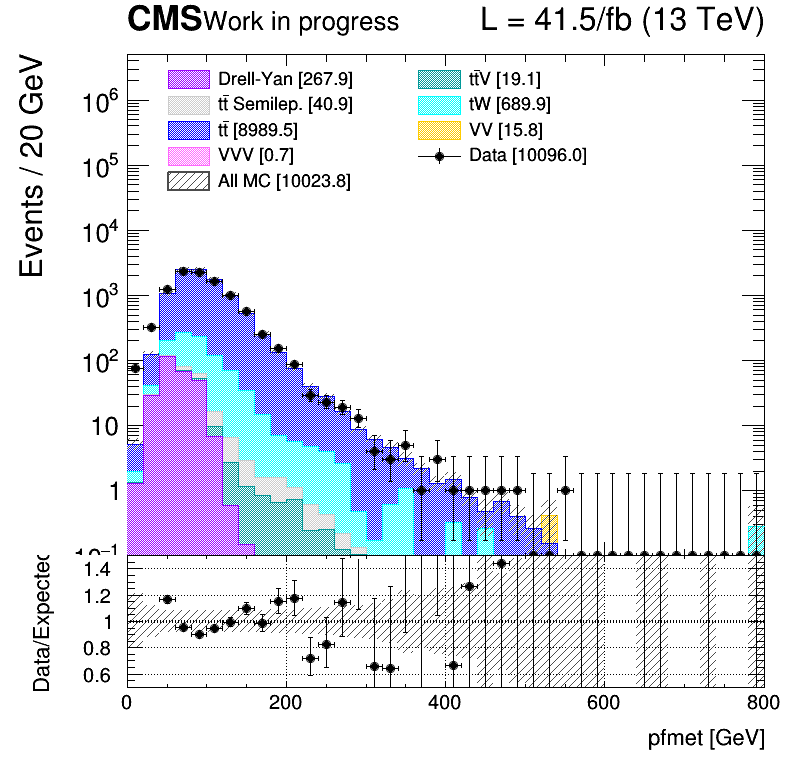 CMS Work in progress L = 41.5/fb (13 TeV)
Events / 20 GeV
Drell-Yan [267.9]
tt̄ Semilep. [40.9]
tt̄ [8989.5]
VVV [0.7]
All MC [10023.8]
tt̄V [19.1]
tW [689.9]
VV [15.8]
Data [10096.0]
10⁶
10⁵
10⁴
10³
10²
10
1
10⁻¹
Data/Expected
1.4
1.2
1
0.8
0.6
0 200 400 600 800
pfmet [GeV]